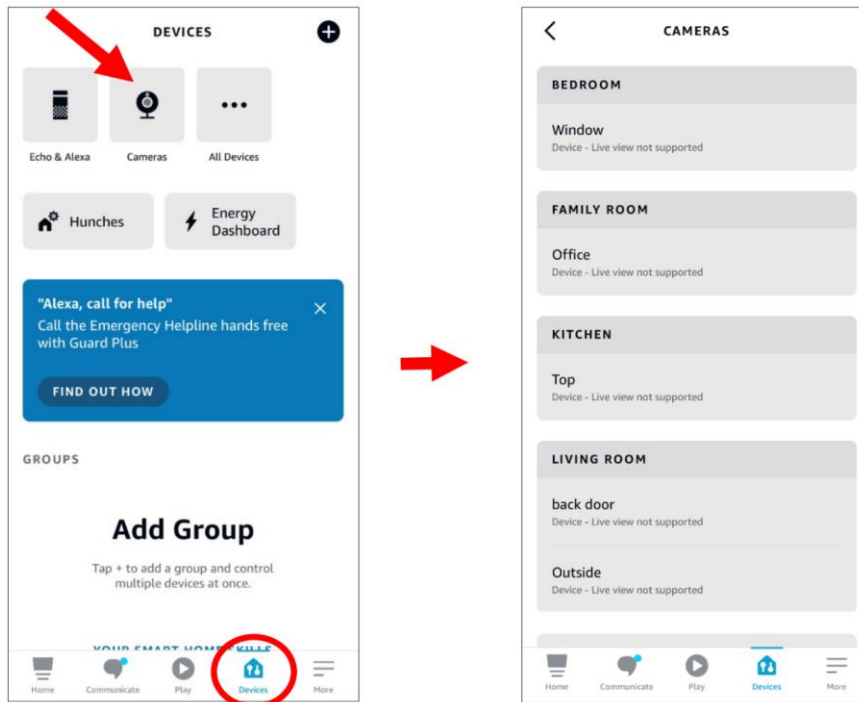 DEVICES
Echo & Alexa
Cameras
All Devices
Hunches
Energy
Dashboard
"Alexa, call for help"
Call the Emergency Helpline hands free
with Guard Plus
FIND OUT HOW
GROUPS
Add Group
Tap + to add a group and control
multiple devices at once.
YOUR SMART HOME SKILLS
Home
Communicate
Play
Devices
More
CAMERAS
BEDROOM
Window
Device - Live view not supported
FAMILY ROOM
Office
Device - Live view not supported
KITCHEN
Top
Device - Live view not supported
LIVING ROOM
back door
Device - Live view not supported
Outside
Device - Live view not supported
Home
Communicate
Play
Devices
More